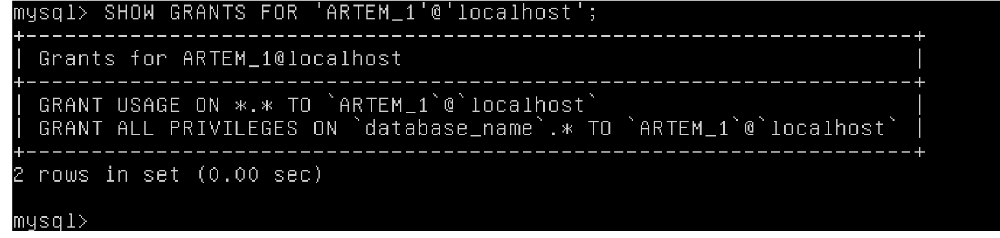 mysql> SHOW GRANTS FOR 'ARTEM_1'@'localhost';
+---------------------------------------------------------------------+
| Grants for ARTEM_1@localhost                                        |
+---------------------------------------------------------------------+
| GRANT USAGE ON *.* TO `ARTEM_1`@`localhost`                         |
| GRANT ALL PRIVILEGES ON `database_name`.* TO `ARTEM_1`@`localhost` |
+---------------------------------------------------------------------+
2 rows in set (0.00 sec)
mysql>